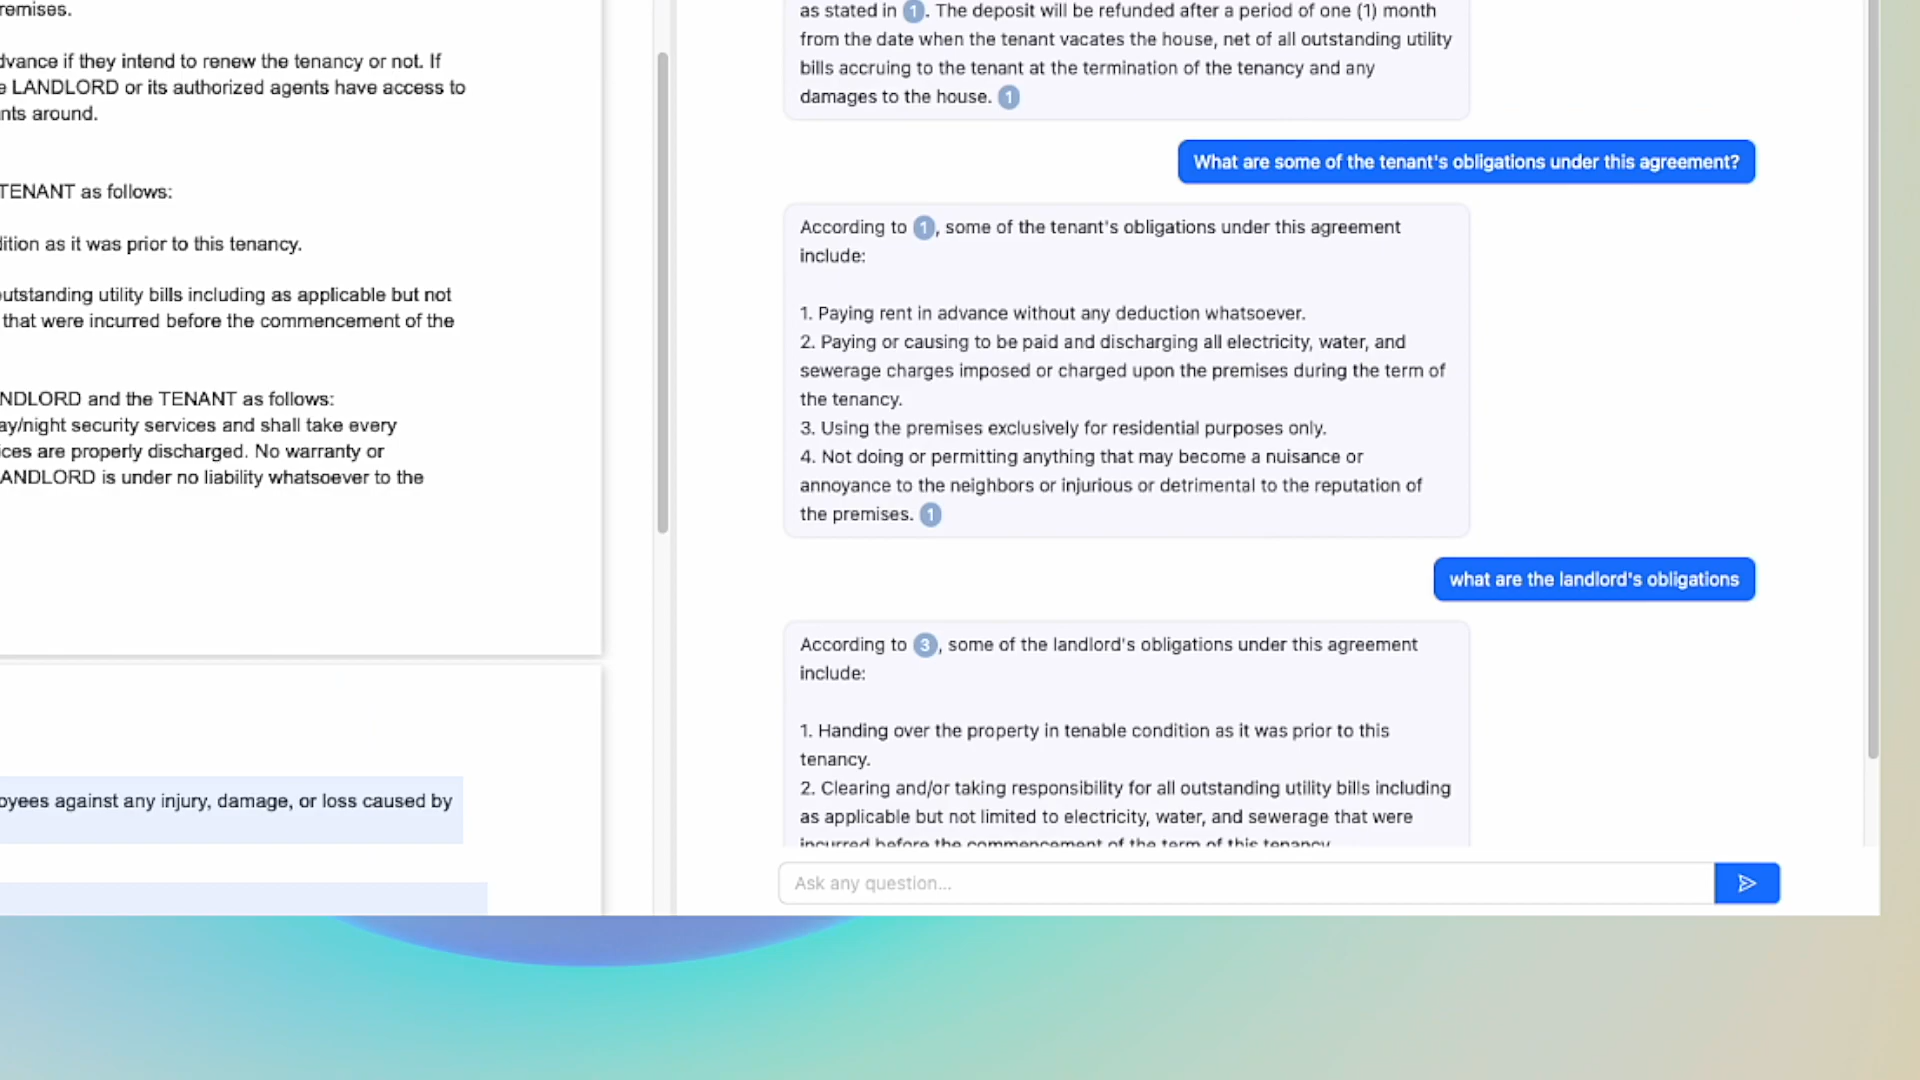 remises.
dvance if they intend to renew the tenancy or not. If
e LANDLORD or its authorized agents have access to
nts around.
TENANT as follows:
dition as it was prior to this tenancy.
outstanding utility bills including as applicable but not
that were incurred before the commencement of the
NDLORD and the TENANT as follows:
ay/night security services and shall take every
ices are properly discharged. No warranty or
ANDLORD is under no liability whatsoever to the
oyees against any injury, damage, or loss caused by
as stated in 1. The deposit will be refunded after a period of one (1) month
from the date when the tenant vacates the house, net of all outstanding utility
bills accruing to the tenant at the termination of the tenancy and any
damages to the house. 1
What are some of the tenant's obligations under this agreement?
According to 1, some of the tenant's obligations under this agreement
include:
1. Paying rent in advance without any deduction whatsoever.
2. Paying or causing to be paid and discharging all electricity, water, and
sewerage charges imposed or charged upon the premises during the term of
the tenancy.
3. Using the premises exclusively for residential purposes only.
4. Not doing or permitting anything that may become a nuisance or
annoyance to the neighbors or injurious or detrimental to the reputation of
the premises. 1
what are the landlord's obligations
According to 3, some of the landlord's obligations under this agreement
include:
1. Handing over the property in tenable condition as it was prior to this
tenancy.
2. Clearing and/or taking responsibility for all outstanding utility bills including
as applicable but not limited to electricity, water, and sewerage that were
incurred before the commencement of the term of this tenancy
Ask any question...